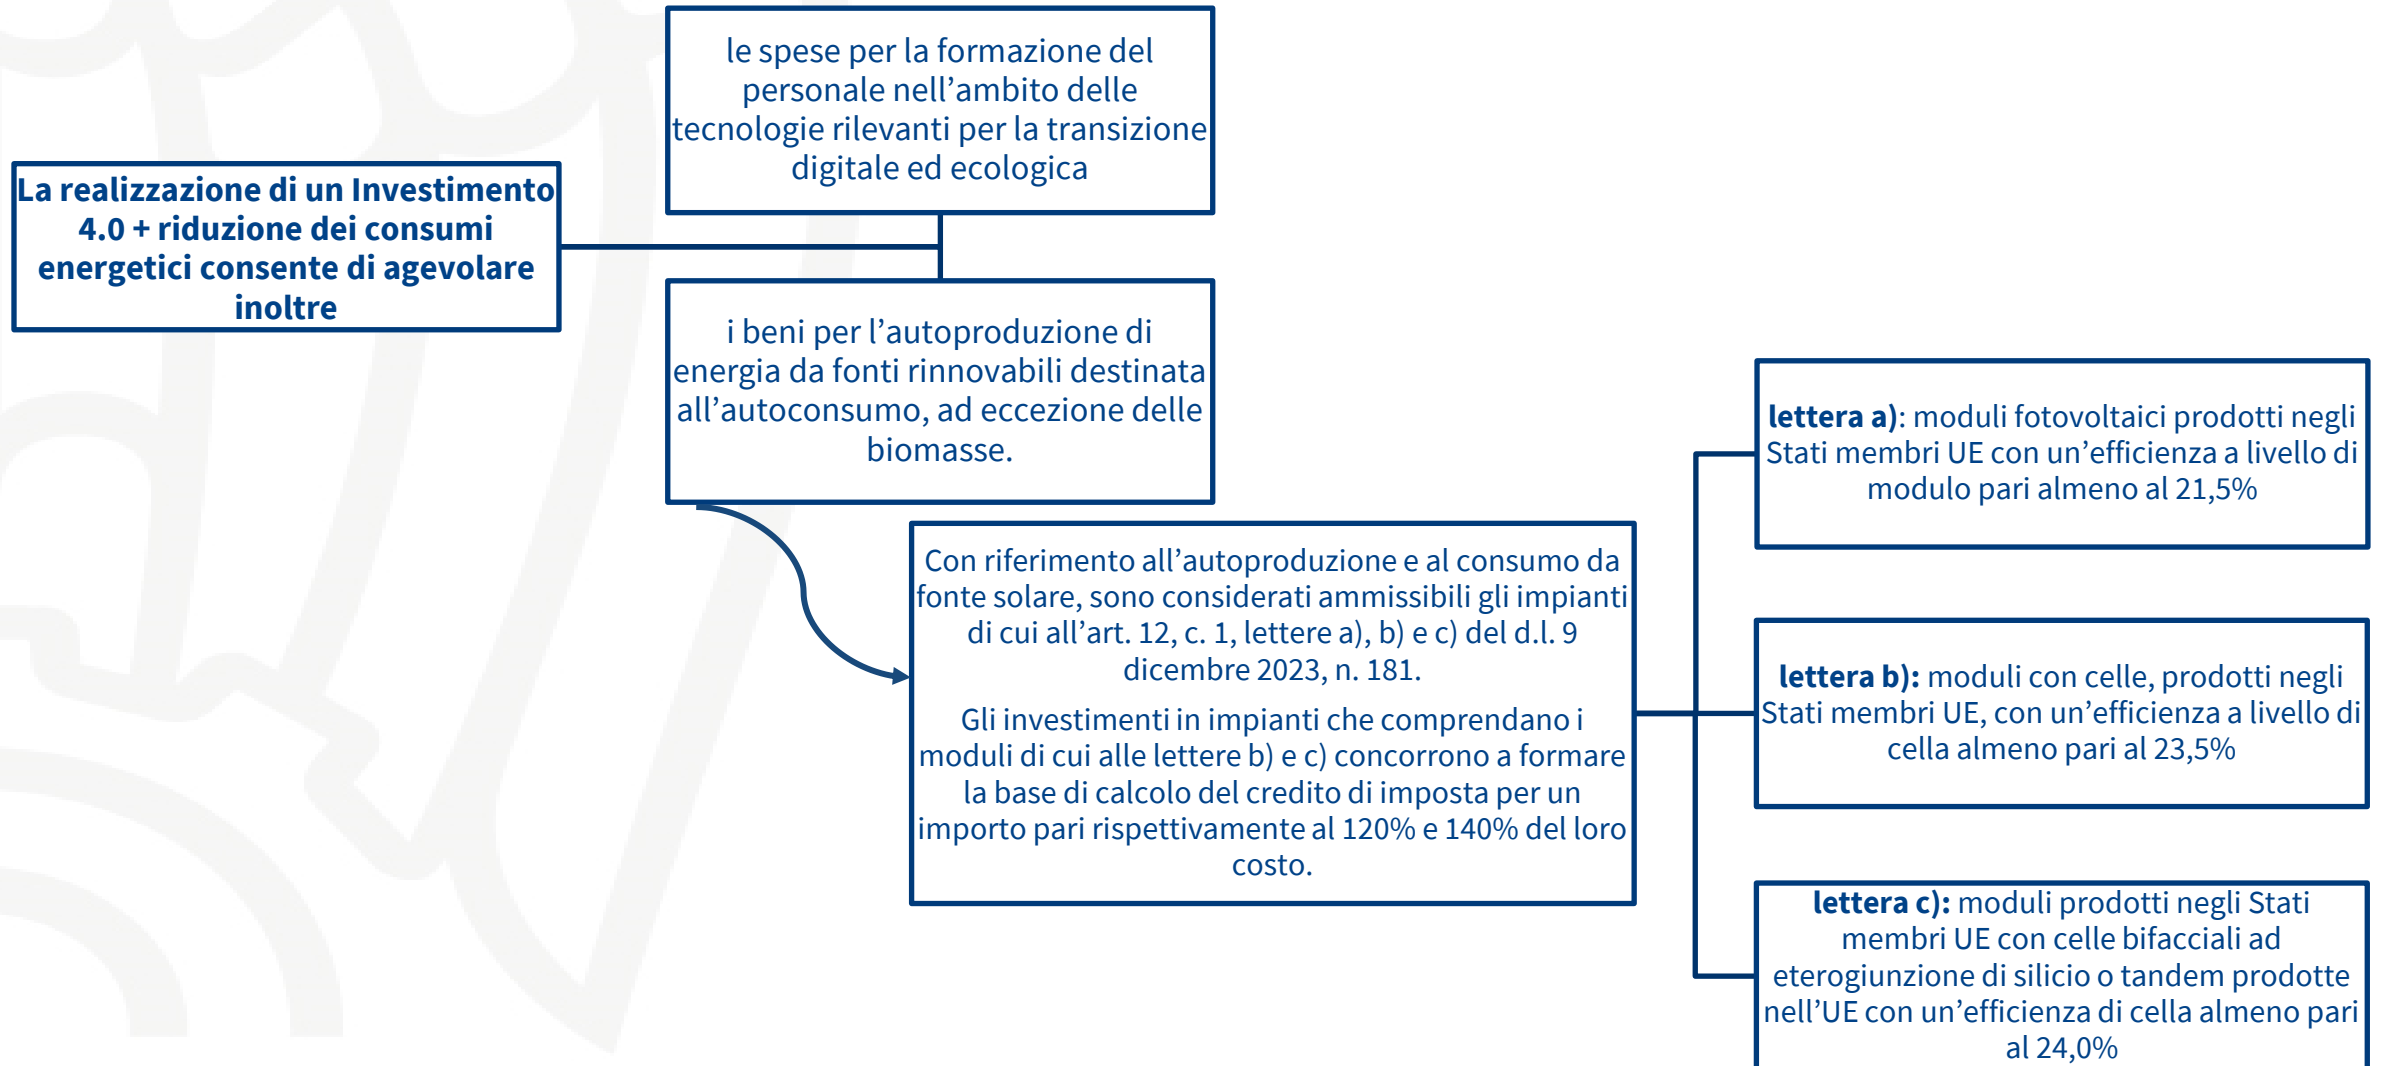 le spese per la formazione del
personale nell’ambito delle
tecnologie rilevanti per la transizione
digitale ed ecologica
La realizzazione di un Investimento
4.0 + riduzione dei consumi
energetici consente di agevolare
inoltre
i beni per l’autoproduzione di
energia da fonti rinnovabili destinata
all’autoconsumo, ad eccezione delle
biomasse.
Con riferimento all’autoproduzione e al consumo da
fonte solare, sono considerati ammissibili gli impianti
di cui all’art. 12, c. 1, lettere a), b) e c) del d.l. 9
dicembre 2023, n. 181.
Gli investimenti in impianti che comprendano i
moduli di cui alle lettere b) e c) concorrono a formare
la base di calcolo del credito di imposta per un
importo pari rispettivamente al 120% e 140% del loro
costo.
lettera a): moduli fotovoltaici prodotti negli
Stati membri UE con un’efficienza a livello di
modulo pari almeno al 21,5%
lettera b): moduli con celle, prodotti negli
Stati membri UE, con un’efficienza a livello di
cella almeno pari al 23,5%
lettera c): moduli prodotti negli Stati
membri UE con celle bifacciali ad
eterogiunzione di silicio o tandem prodotte
nell’UE con un’efficienza di cella almeno pari
al 24,0%